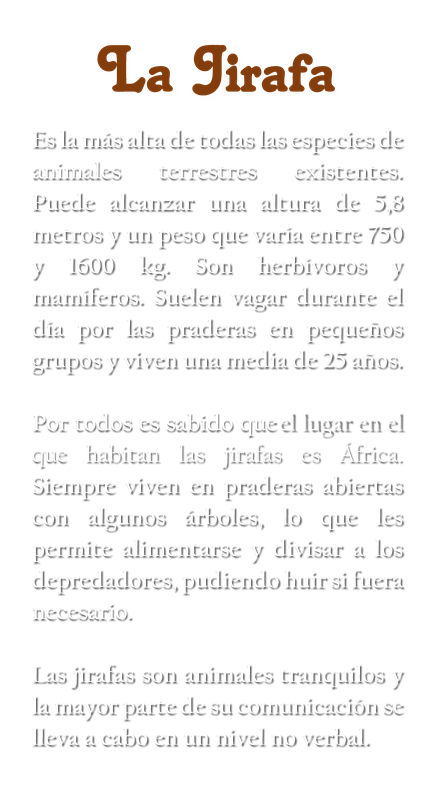 La Jirafa
Es la más alta de todas las especies de
animales terrestres existentes.
Puede alcanzar una altura de 5,8
metros y un peso que varía entre 750
y 1600 kg. Son herbívoros y
mamíferos. Suelen vagar durante el
día por las praderas en pequeños
grupos y viven una media de 25 años.
Por todos es sabido que el lugar en el
que habitan las jirafas es África.
Siempre viven en praderas abiertas
con algunos árboles, lo que les
permite alimentarse y divisar a los
depredadores, pudiendo huir si fuera
necesario.
Las jirafas son animales tranquilos y
la mayor parte de su comunicación se
lleva a cabo en un nivel no verbal.